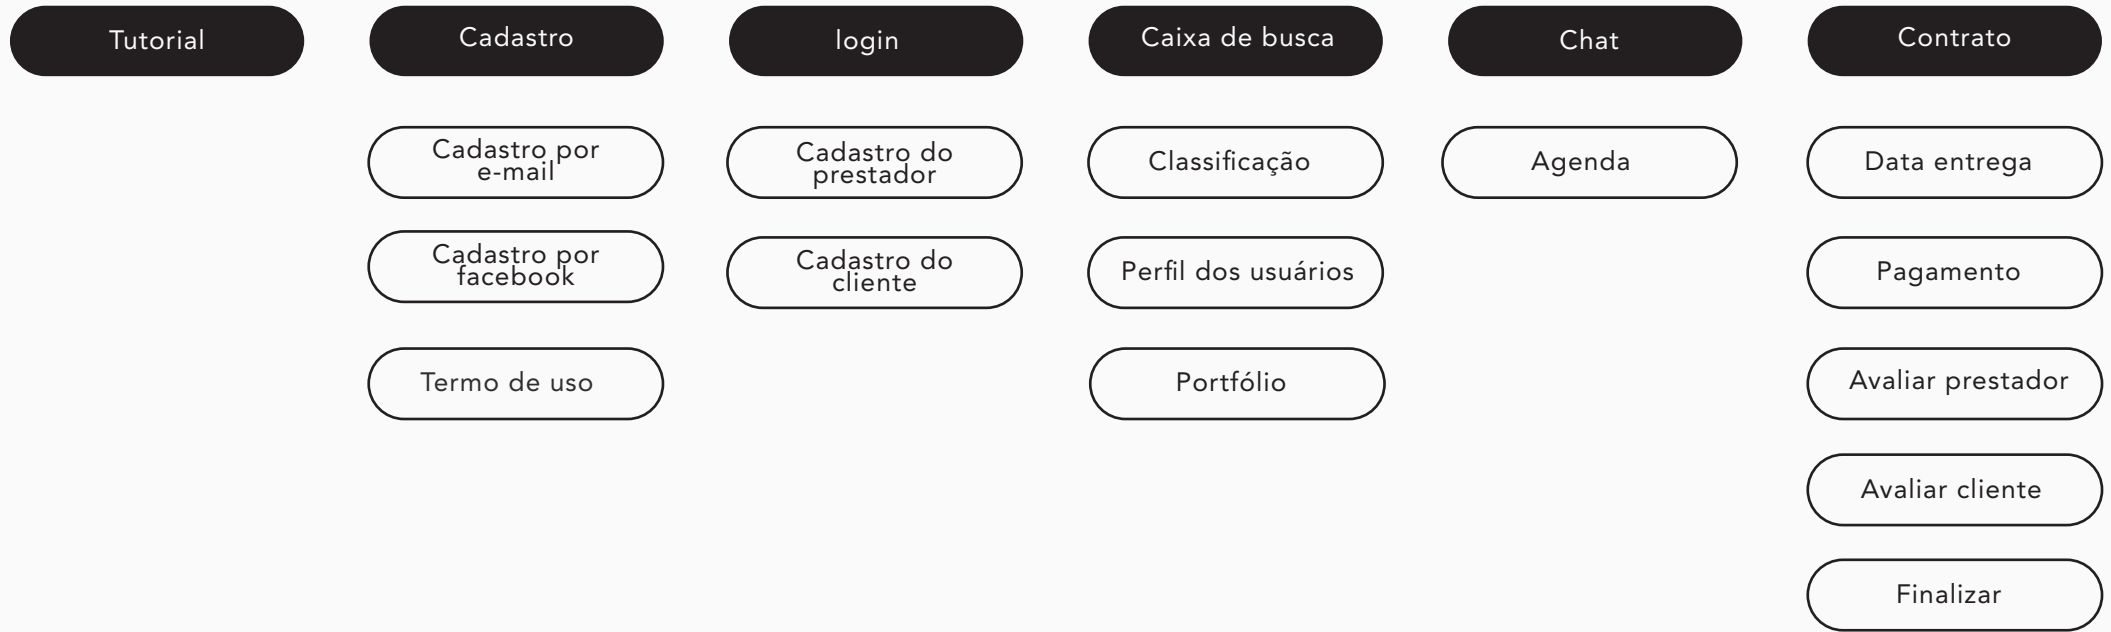 Tutorial
Cadastro
login
Caixa de busca
Chat
Contrato
Cadastro por
e-mail
Cadastro do
prestador
Classificação
Agenda
Data entrega
Cadastro por
facebook
Cadastro do
cliente
Perfil dos usuários
Pagamento
Termo de uso
Portfólio
Avaliar prestador
Avaliar cliente
Finalizar